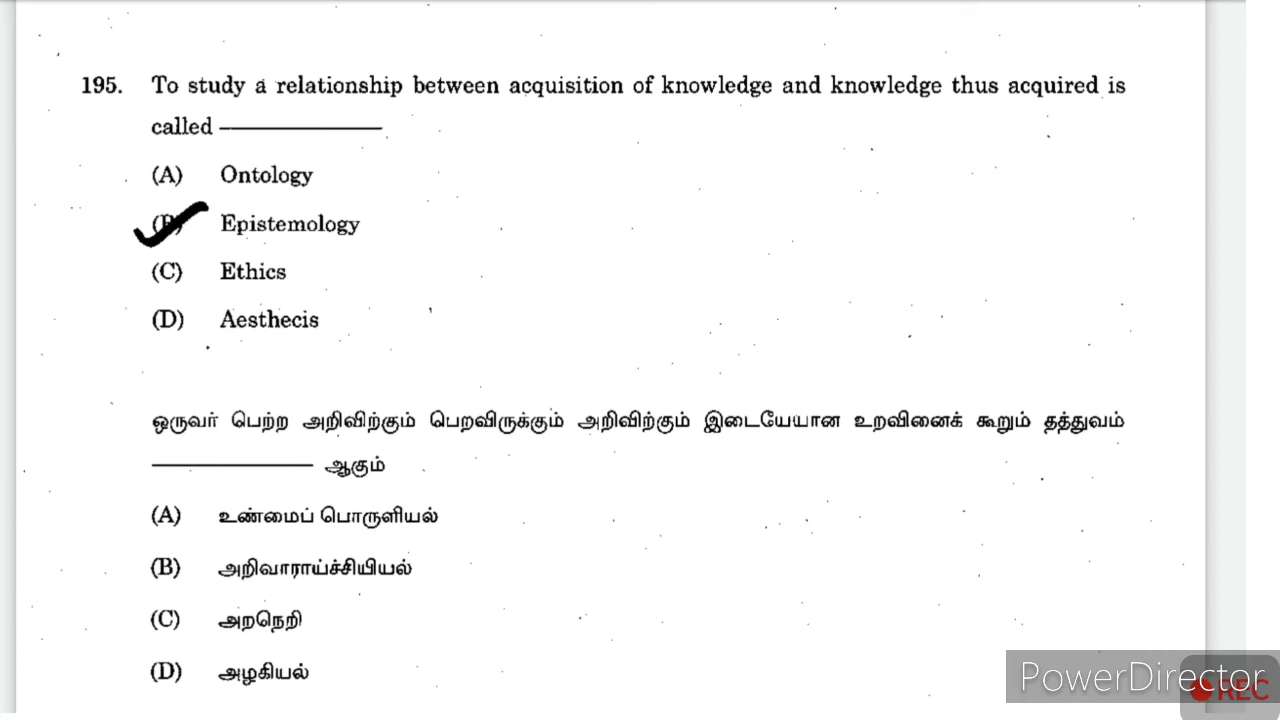 195. To study a relationship between acquisition of knowledge and knowledge thus acquired is
called ——————
(A) Ontology
(B) Epistemology
(C) Ethics
(D) Aesthecis
ஒருவர் பெற்ற அறிவிற்கும் பெறவிருக்கும் அறிவிற்கும் இடையேயான உறவினைக் கூறும் தத்துவம்
—————— ஆகும்
(A) உண்மைப் பொருளியல்
(B) அறிவாராய்ச்சியியல்
(C) அறநெறி
(D) அழகியல்
PowerDirector
REC